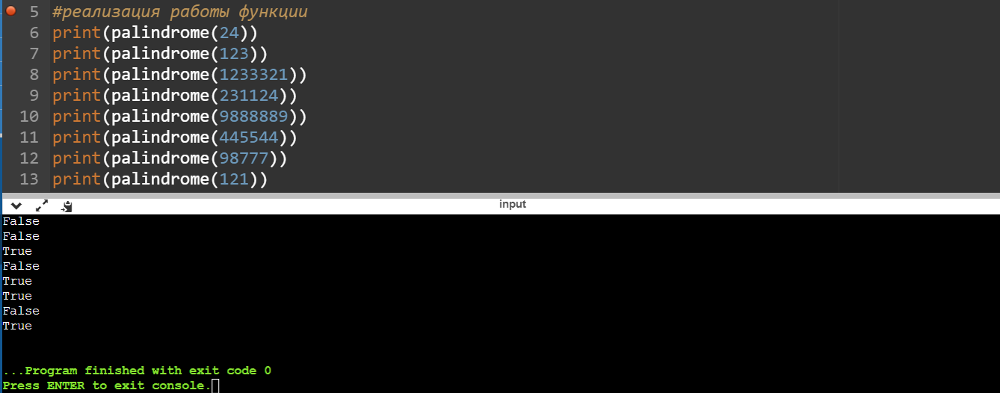 5 #реализация работы функции
6 print(palindrome(24))
7 print(palindrome(123))
8 print(palindrome(1233321))
9 print(palindrome(231124))
10 print(palindrome(9888889))
11 print(palindrome(445544))
12 print(palindrome(98777))
13 print(palindrome(121))
input
False
False
True
False
True
True
False
True
...Program finished with exit code 0
Press ENTER to exit console.